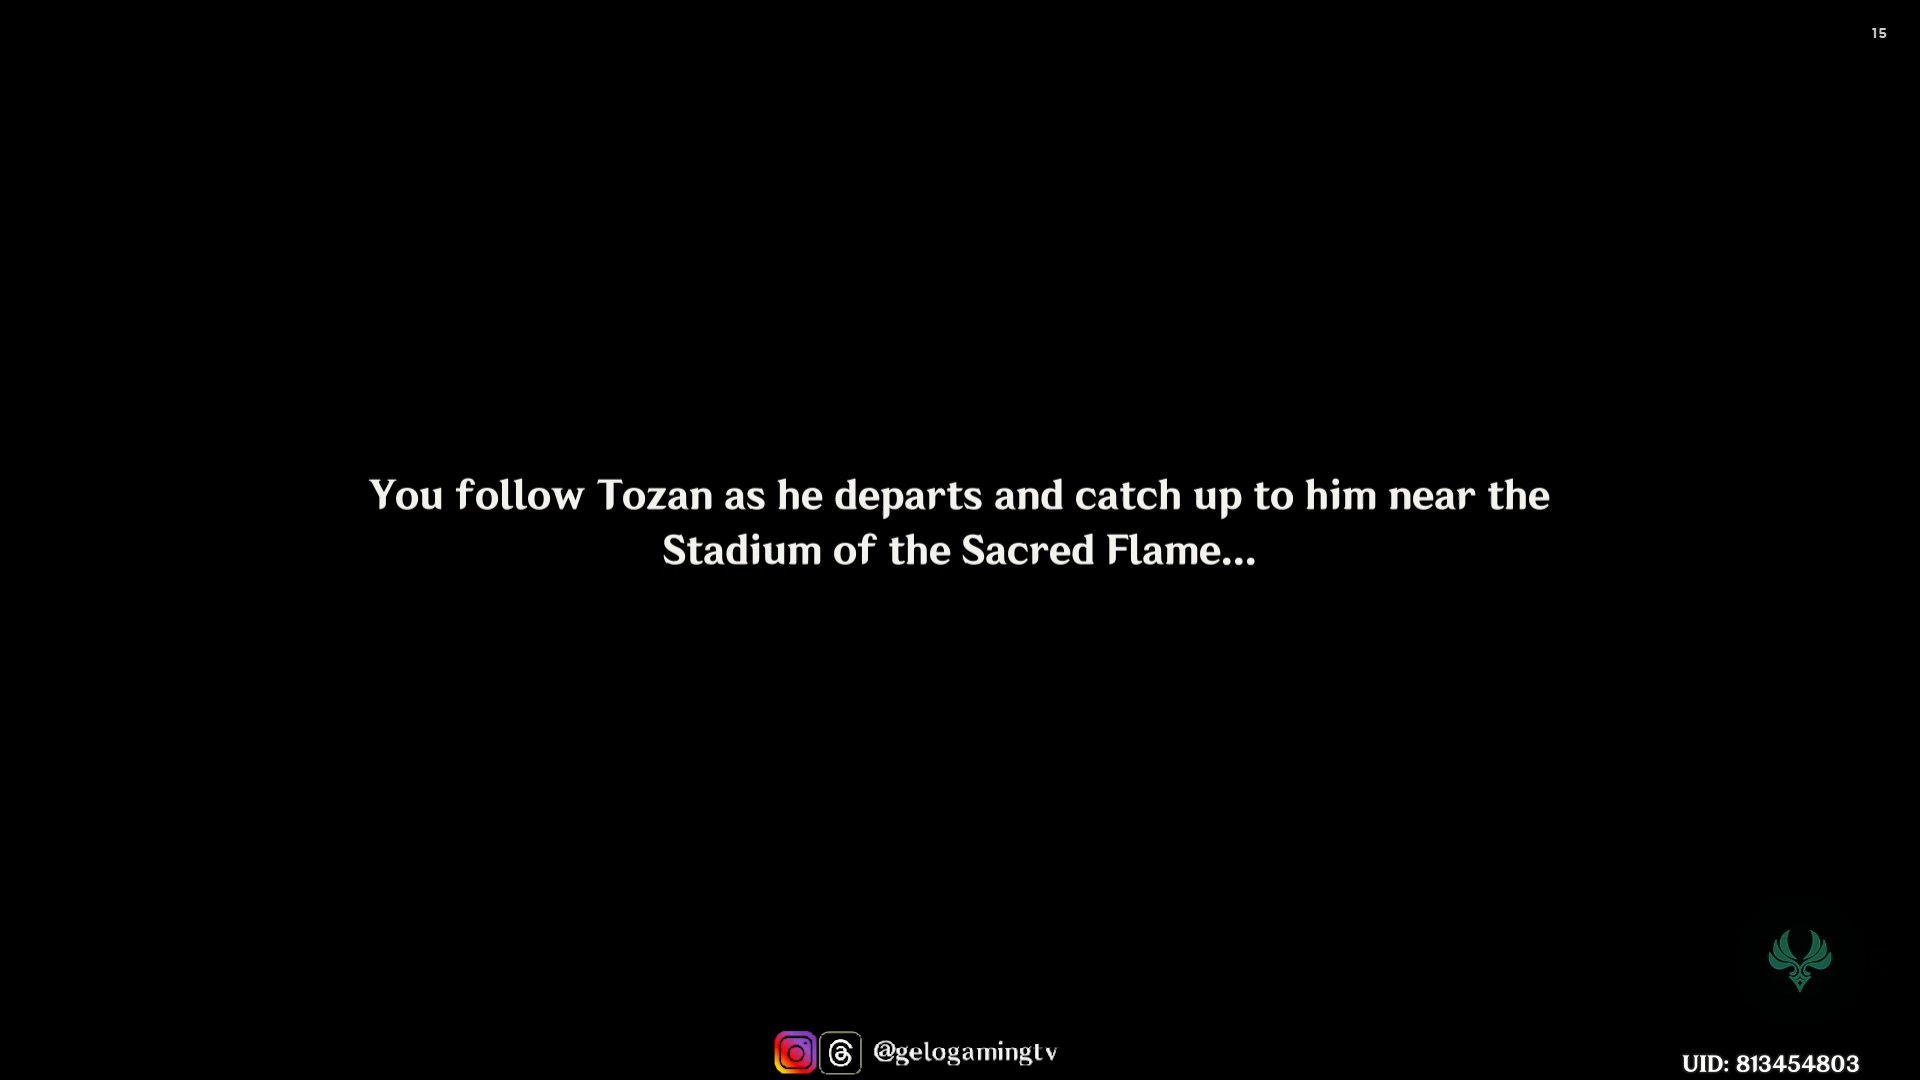 15
You follow Tozan as he departs and catch up to him near the
Stadium of the Sacred Flame...
@gelogamingtv
UID: 813454803